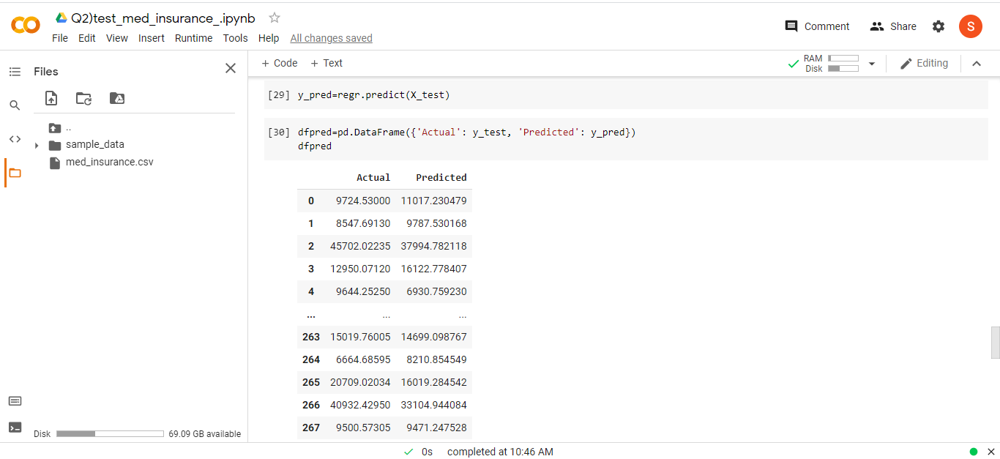 Q2)test_med_insurance_.ipynb
File Edit View Insert Runtime Tools Help All changes saved
Comment Share S
Files
+ Code + Text
RAM
Disk
Editing
..
sample_data
med_insurance.csv
[29] y_pred=regr.predict(X_test)
[30] dfpred=pd.DataFrame({'Actual': y_test, 'Predicted': y_pred})
dfpred
Actual Predicted
0 9724.53000 11017.230479
1 8547.69130 9787.530168
2 45702.02235 37994.782118
3 12950.07120 16122.778407
4 9644.25250 6930.759230
... ... ...
263 15019.76005 14699.098767
264 6664.68595 8210.854549
265 20709.02034 16019.284542
266 40932.42950 33104.944084
267 9500.57305 9471.247528
Disk 69.09 GB available
0s completed at 10:46 AM